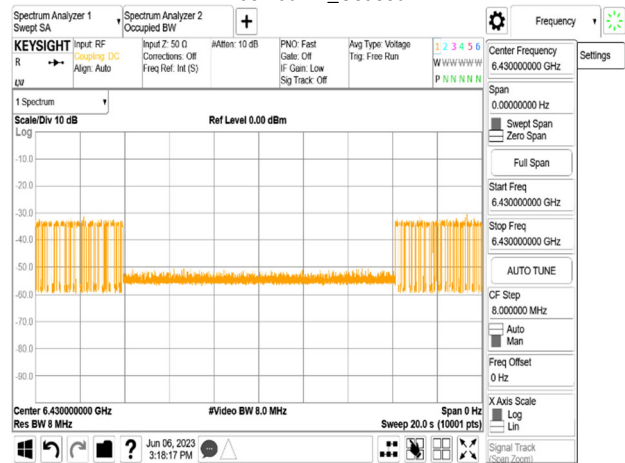 Spectrum Analyzer 1
Swept SA
Spectrum Analyzer 2
Occupied BW
+
Frequency
KEYSIGHT
Input: RF
Coupling: DC
Align: Auto
Input Z: 50 Ω
Corrections: Off
Freq Ref: Int (S)
#Atten: 10 dB
PNO: Fast
Gate: Off
IF Gain: Low
Sig Track: Off
Avg Type: Voltage
Trig: Free Run
1 2 3 4 5 6
W W W W W W
P N N N N N
R
LXI
1 Spectrum
Scale/Div 10 dB
Ref Level 0.00 dBm
Log
-10.0
-20.0
-30.0
-40.0
-50.0
-60.0
-70.0
-80.0
-90.0
Center 6.430000000 GHz
#Video BW 8.0 MHz
Span 0 Hz
Res BW 8 MHz
Sweep 20.0 s (10001 pts)
Center Frequency
6.430000000 GHz
Settings
Span
0.00000000 Hz
Swept Span
Zero Span
Full Span
Start Freq
6.430000000 GHz
Stop Freq
6.430000000 GHz
AUTO TUNE
CF Step
8.000000 MHz
Auto
Man
Freq Offset
0 Hz
X Axis Scale
Log
Lin
Signal Track
(Span Zoom)
?
Jun 06, 2023
3:18:17 PM